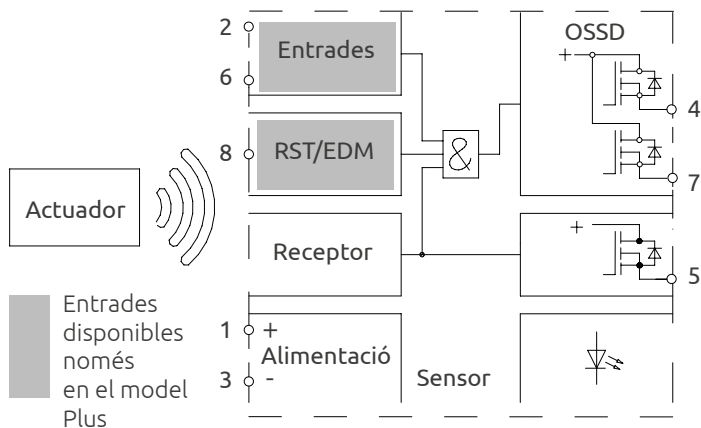 2
Entrades
6
8
RST/EDM
&
OSSD
+
4
7
Actuador
Receptor
+
5
Entrades
disponibles
només
en el model
Plus
1
+
Alimentació
3
-
Sensor